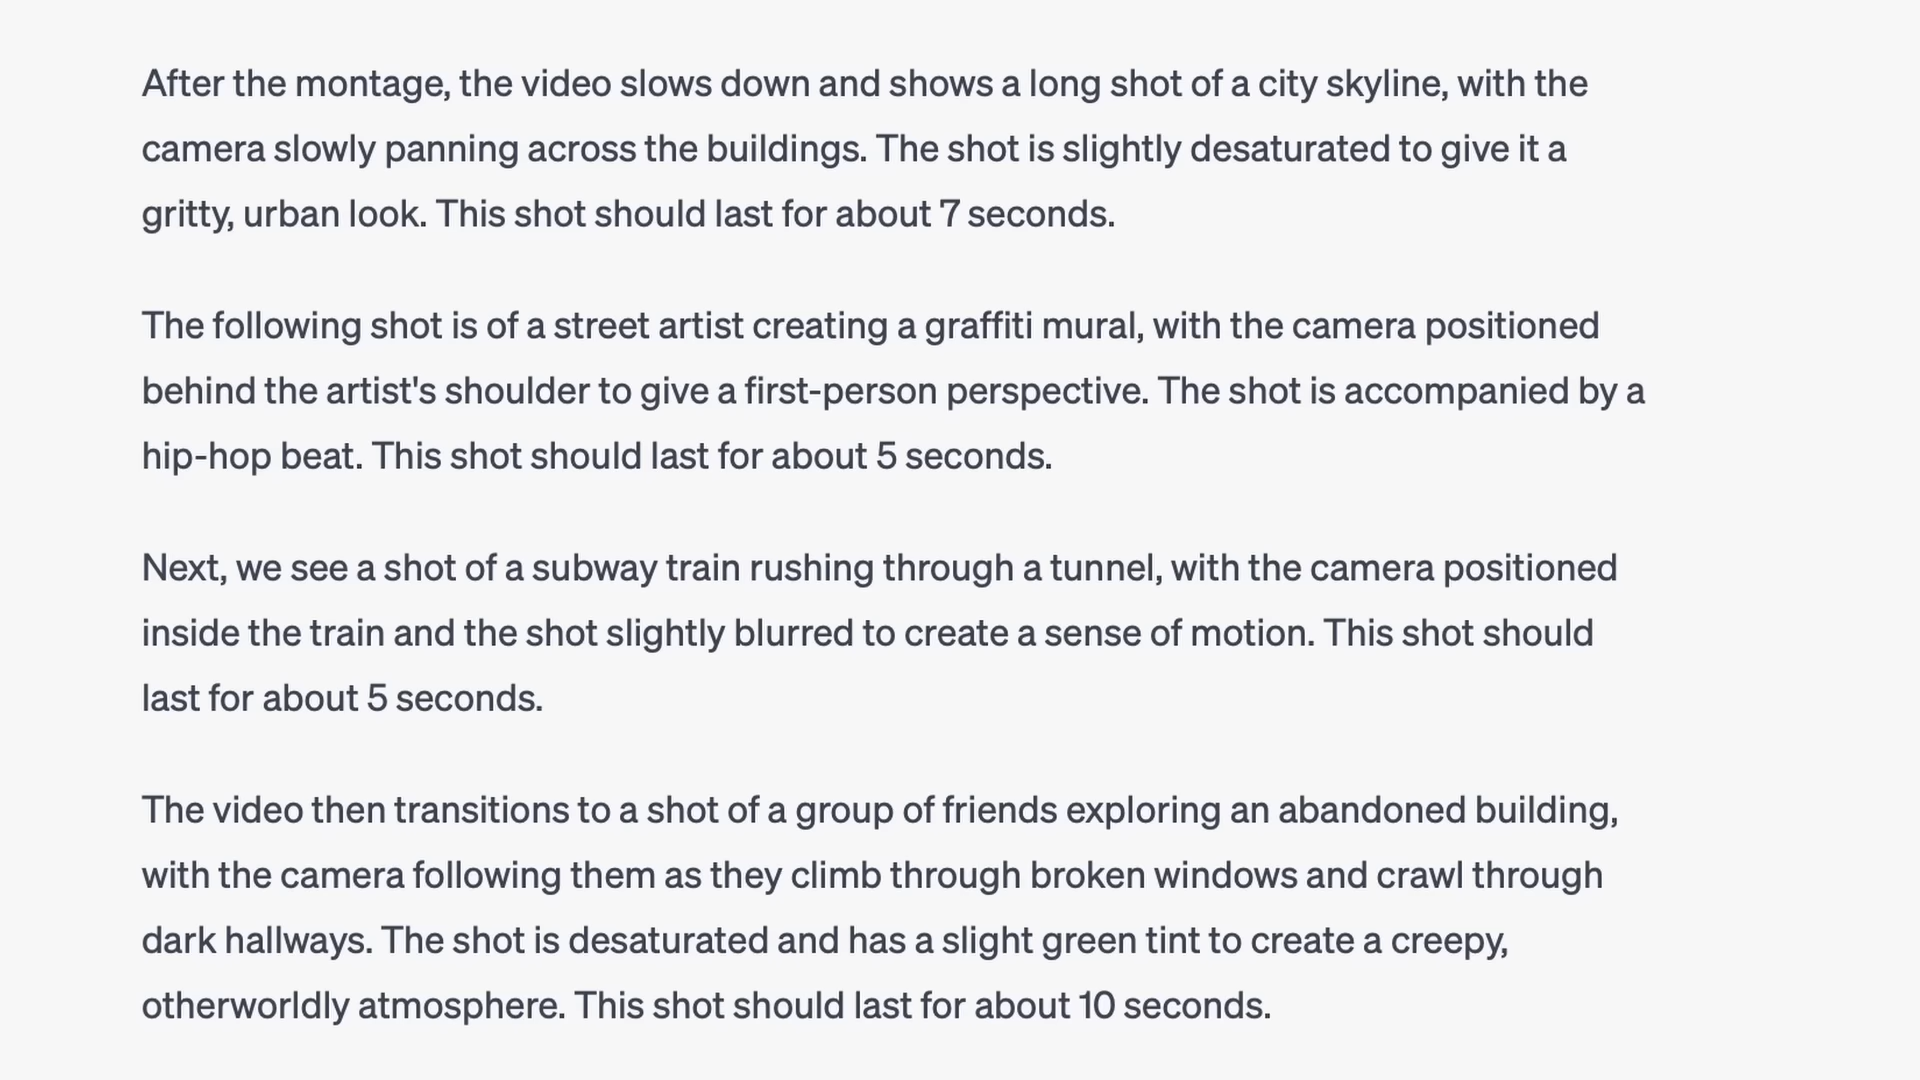 After the montage, the video slows down and shows a long shot of a city skyline, with the
camera slowly panning across the buildings. The shot is slightly desaturated to give it a
gritty, urban look. This shot should last for about 7 seconds.
The following shot is of a street artist creating a graffiti mural, with the camera positioned
behind the artist's shoulder to give a first-person perspective. The shot is accompanied by a
hip-hop beat. This shot should last for about 5 seconds.
Next, we see a shot of a subway train rushing through a tunnel, with the camera positioned
inside the train and the shot slightly blurred to create a sense of motion. This shot should
last for about 5 seconds.
The video then transitions to a shot of a group of friends exploring an abandoned building,
with the camera following them as they climb through broken windows and crawl through
dark hallways. The shot is desaturated and has a slight green tint to create a creepy,
otherworldly atmosphere. This shot should last for about 10 seconds.